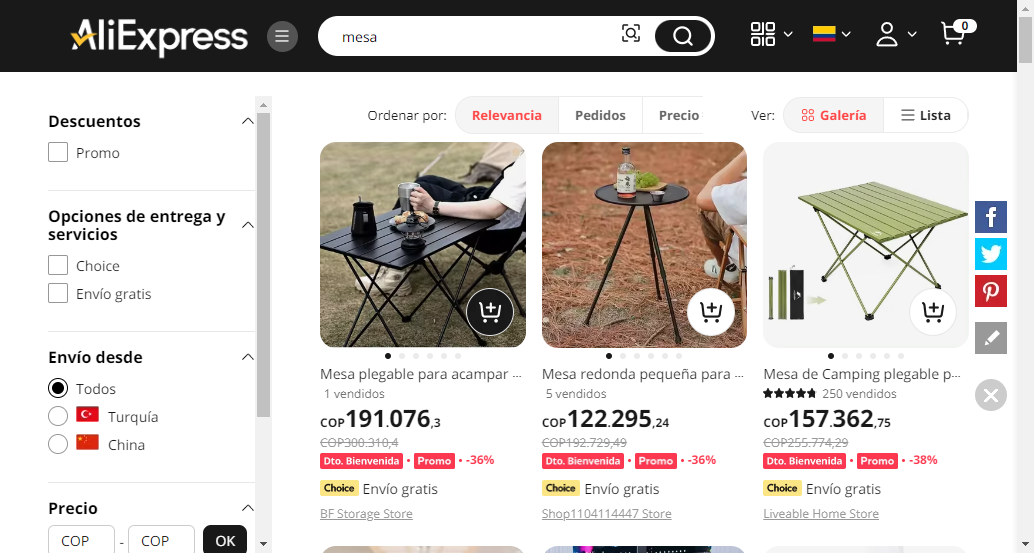 AliExpress
mesa
0
Descuentos
Promo
Opciones de entrega y
servicios
Choice
Envío gratis
Envío desde
Todos
Turquía
China
Precio
COP - COP OK
Ordenar por: Relevancia Pedidos Precio
Ver: Galería Lista
Mesa plegable para acampar ...
1 vendidos
COP191.076,3
COP300.310,4
Dto. Bienvenida • Promo • -36%
Choice Envío gratis
BF Storage Store
Mesa redonda pequeña para ...
5 vendidos
COP122.295,24
COP192.729,49
Dto. Bienvenida • Promo • -36%
Choice Envío gratis
Shop1104114447 Store
Mesa de Camping plegable p...
250 vendidos
COP157.362,75
COP255.774,29
Dto. Bienvenida • Promo • -38%
Choice Envío gratis
Liveable Home Store